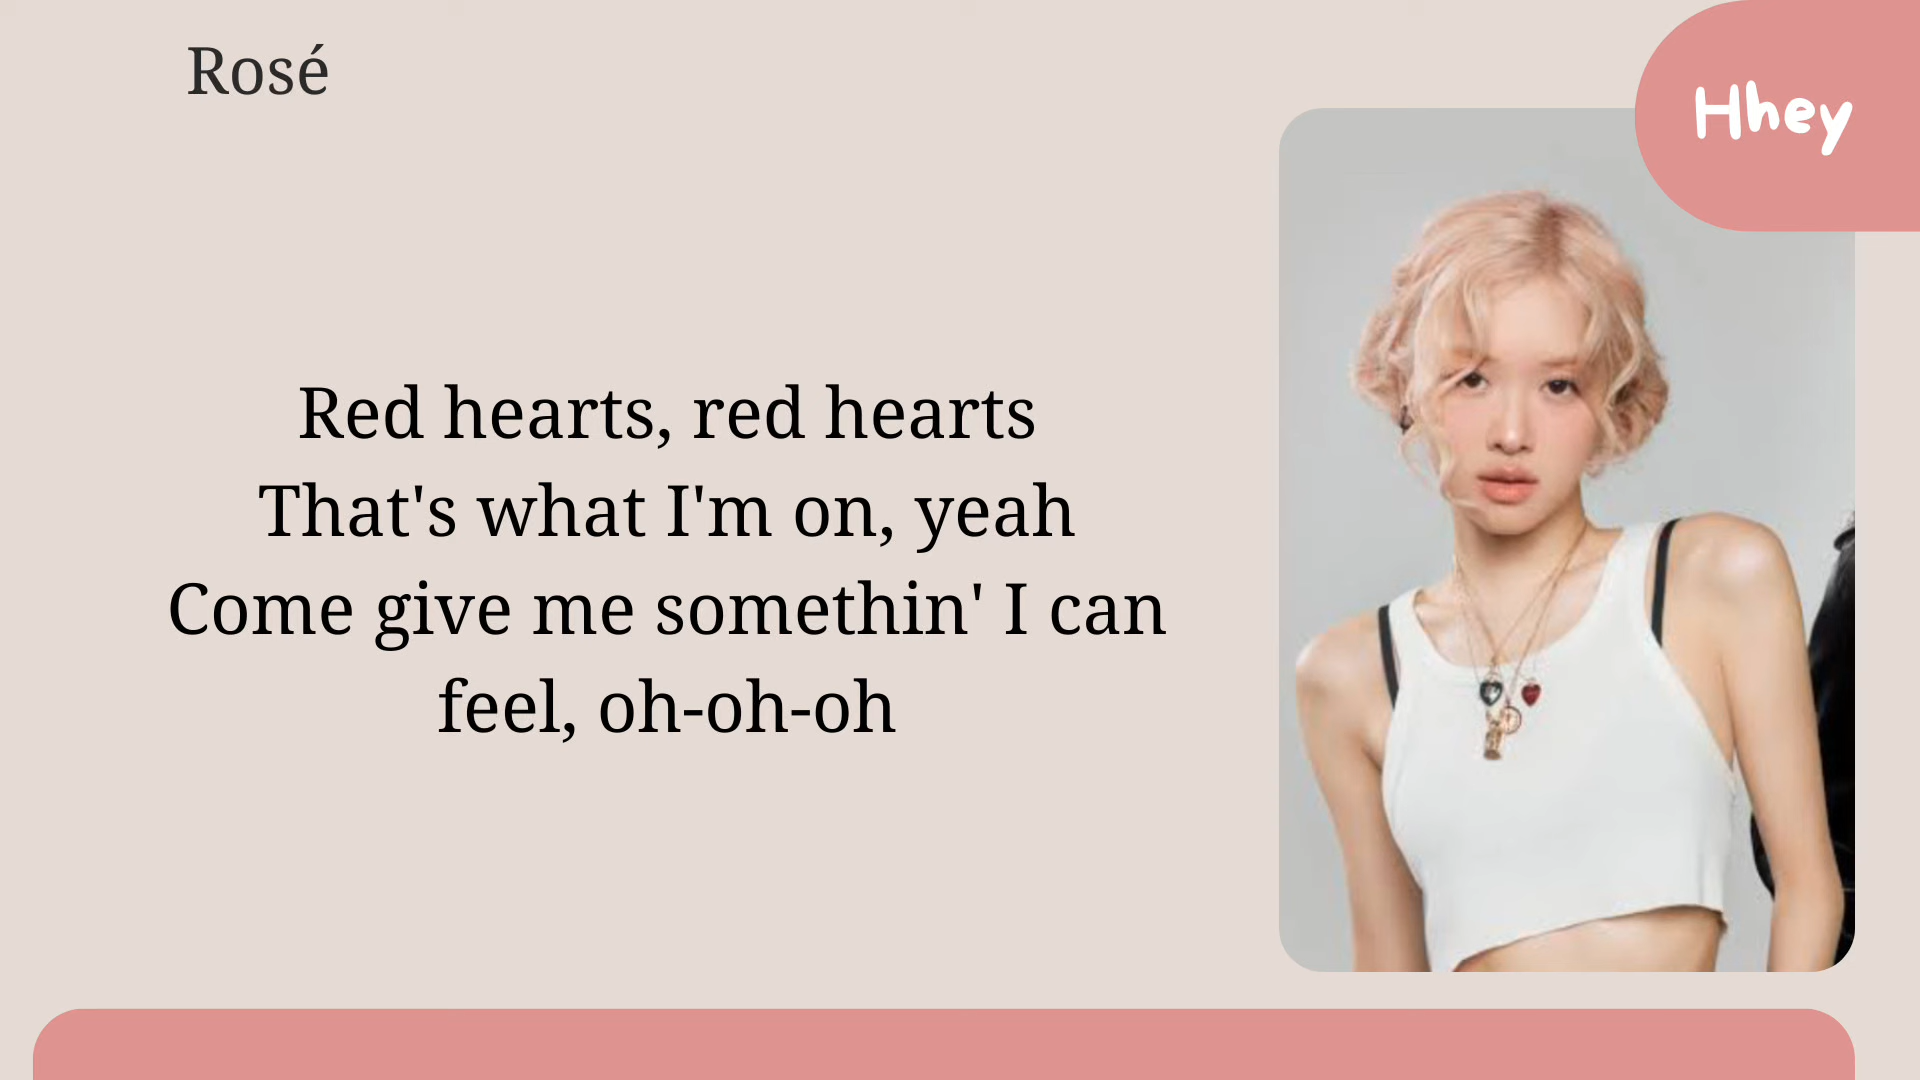 Rosé
Hhey
Red hearts, red hearts
That's what I'm on, yeah
Come give me somethin' I can
feel, oh-oh-oh